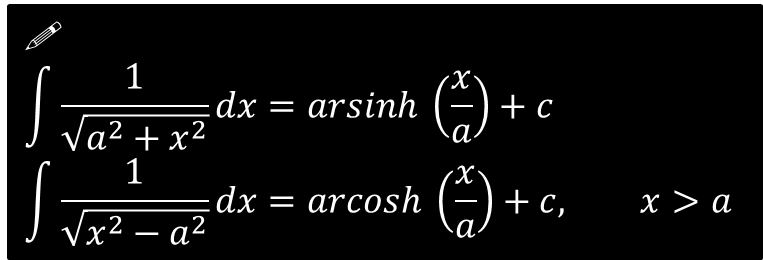 ∫ 1/√(a² + x²) dx = arsinh (x/a) + c
∫ 1/√(x² − a²) dx = arcosh (x/a) + c, x > a